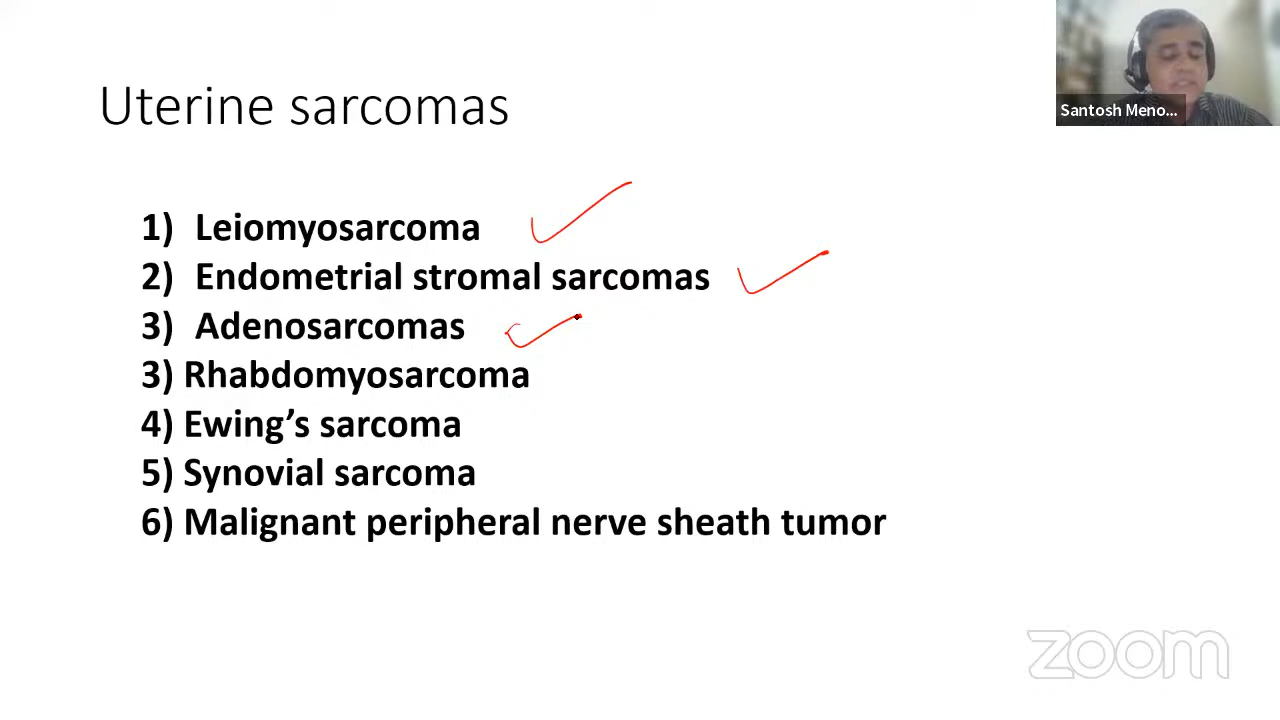 Uterine sarcomas
Santosh Meno...
1) Leiomyosarcoma
2) Endometrial stromal sarcomas
3) Adenosarcomas
3) Rhabdomyosarcoma
4) Ewing’s sarcoma
5) Synovial sarcoma
6) Malignant peripheral nerve sheath tumor
zoom